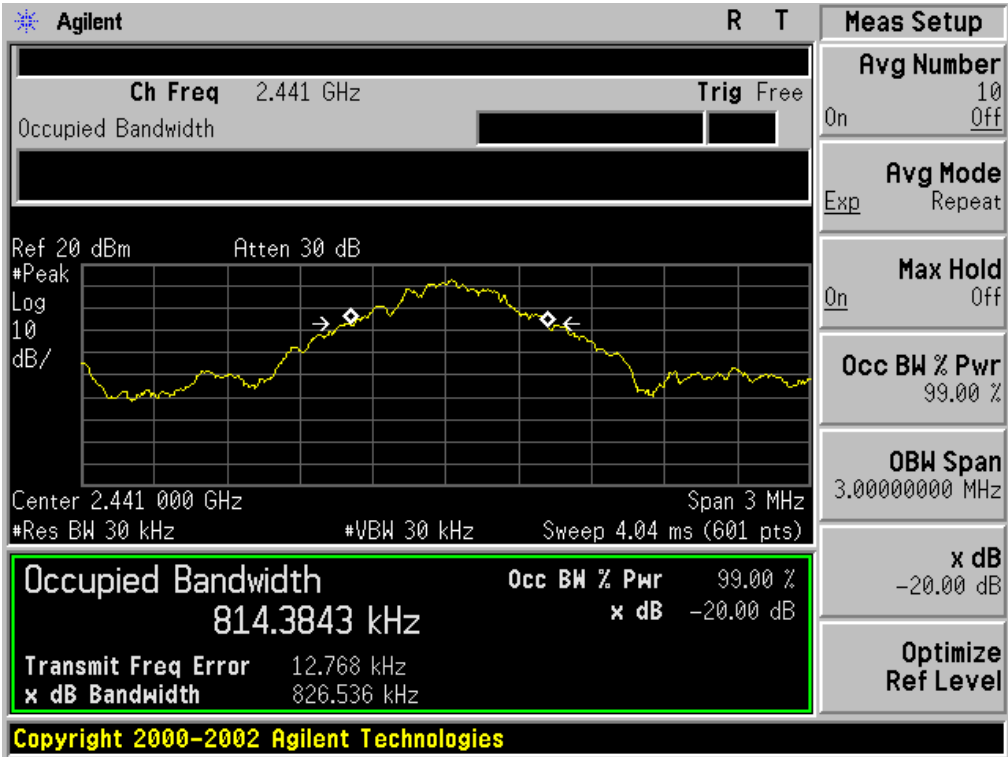 Agilent R T
Ch Freq 2.441 GHz Trig Free
Occupied Bandwidth
Ref 20 dBm Atten 30 dB
#Peak
Log
10
dB/
Center 2.441 000 GHz Span 3 MHz
#Res BW 30 kHz #VBW 30 kHz Sweep 4.04 ms (601 pts)
Occupied Bandwidth Occ BW % Pwr 99.00 %
814.3843 kHz x dB -20.00 dB
Transmit Freq Error 12.768 kHz
x dB Bandwidth 826.536 kHz
Copyright 2000-2002 Agilent Technologies
Meas Setup
Avg Number
10
On Off
Avg Mode
Exp Repeat
Max Hold
On Off
Occ BW % Pwr
99.00 %
OBW Span
3.00000000 MHz
x dB
-20.00 dB
Optimize
Ref Level